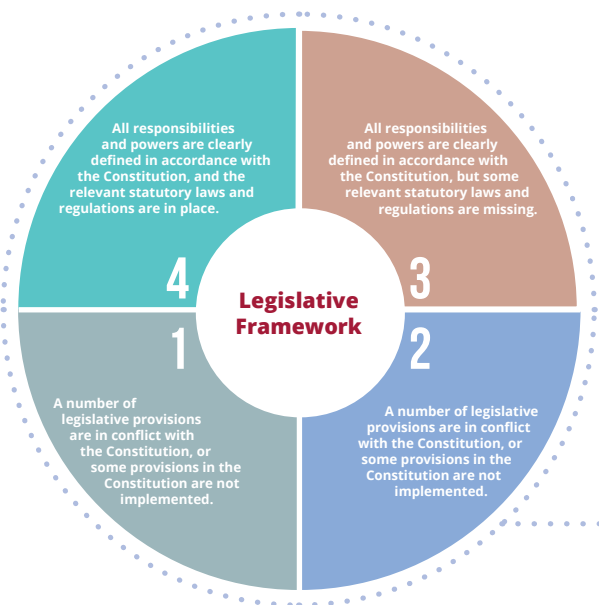 All responsibilities
and powers are clearly
defined in accordance with
the Constitution, and the
relevant statutory laws and
regulations are in place.
4
All responsibilities
and powers are clearly
defined in accordance with
the Constitution, but some
relevant statutory laws and
regulations are missing.
3
Legislative
Framework
1
A number of
legislative provisions
are in conflict with
the Constitution, or
some provisions in the
Constitution are not
implemented.
2
A number of legislative
provisions are in conflict
with the Constitution, or
some provisions in the
Constitution are not
implemented.